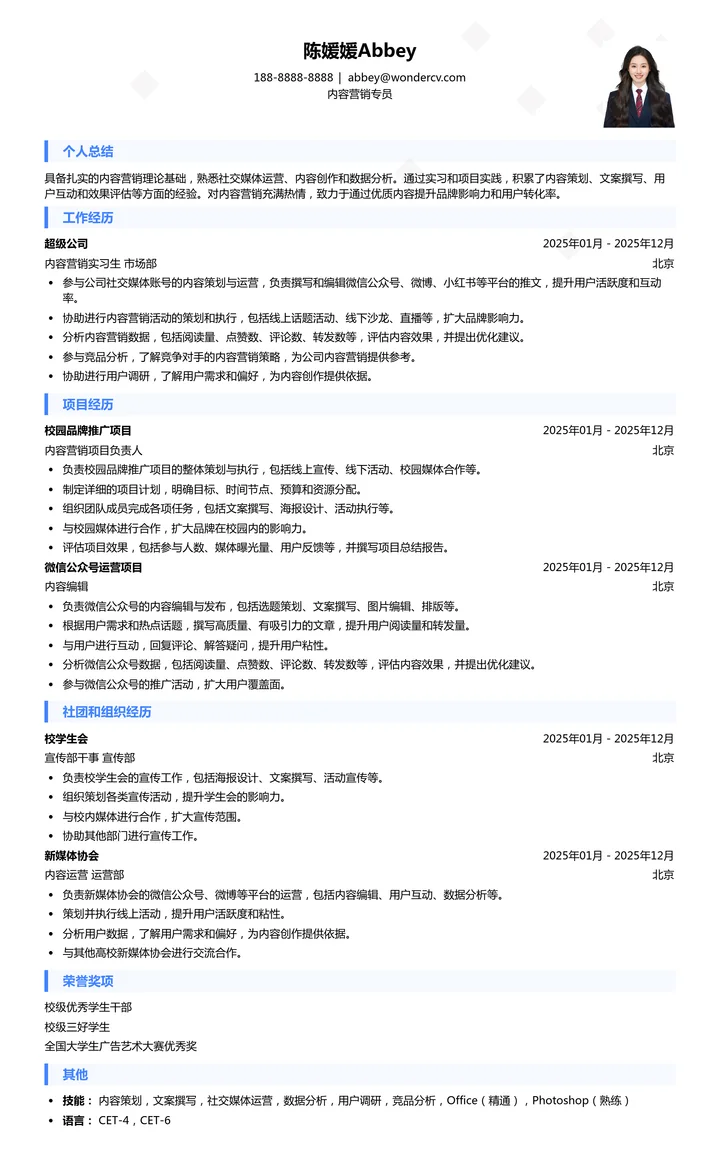 陈媛媛Abbey
188-8888-8888 | abbey@wondercv.com
内容营销专员
个人总结
具备扎实的内容营销理论基础，熟悉社交媒体运营、内容创作和数据分析。通过实习和项目实践，积累了内容策划、文案撰写、用
户互动和效果评估等方面的经验。对内容营销充满热情，致力于通过优质内容提升品牌影响力和用户转化率。
工作经历
超级公司 2025年01月 - 2025年12月
内容营销实习生 市场部 北京
• 参与公司社交媒体账号的内容策划与运营，负责撰写和编辑微信公众号、微博、小红书等平台的推文，提升用户活跃度和互动
率。
• 协助进行内容营销活动的策划和执行，包括线上话题活动、线下沙龙、直播等，扩大品牌影响力。
• 分析内容营销数据，包括阅读量、点赞数、评论数、转发数等，评估内容效果，并提出优化建议。
• 参与竞品分析，了解竞争对手的内容营销策略，为公司内容营销提供参考。
• 协助进行用户调研，了解用户需求和偏好，为内容创作提供依据。
项目经历
校园品牌推广项目 2025年01月 - 2025年12月
内容营销项目负责人 北京
• 负责校园品牌推广项目的整体策划与执行，包括线上宣传、线下活动、校园媒体合作等。
• 制定详细的项目计划，明确目标、时间节点、预算和资源分配。
• 组织团队成员完成各项任务，包括文案撰写、海报设计、活动执行等。
• 与校园媒体进行合作，扩大品牌在校园内的影响力。
• 评估项目效果，包括参与人数、媒体曝光量、用户反馈等，并撰写项目总结报告。
微信公众号运营项目 2025年01月 - 2025年12月
内容编辑 北京
• 负责微信公众号的内容编辑与发布，包括选题策划、文案撰写、图片编辑、排版等。
• 根据用户需求和热点话题，撰写高质量、有吸引力的文章，提升用户阅读量和转发量。
• 与用户进行互动，回复评论、解答疑问，提升用户粘性。
• 分析微信公众号数据，包括阅读量、点赞数、评论数、转发数等，评估内容效果，并提出优化建议。
• 参与微信公众号的推广活动，扩大用户覆盖面。
社团和组织经历
校学生会 2025年01月 - 2025年12月
宣传部干事 宣传部 北京
• 负责校学生会的宣传工作，包括海报设计、文案撰写、活动宣传等。
• 组织策划各类宣传活动，提升学生会的影响力。
• 与校内媒体进行合作，扩大宣传范围。
• 协助其他部门进行宣传工作。
新媒体协会 2025年01月 - 2025年12月
内容运营 运营部 北京
• 负责新媒体协会的微信公众号、微博等平台的运营，包括内容编辑、用户互动、数据分析等。
• 策划并执行线上活动，提升用户活跃度和粘性。
• 分析用户数据，了解用户需求和偏好，为内容创作提供依据。
• 与其他高校新媒体协会进行交流合作。
荣誉奖项
校级优秀学生干部
校级三好学生
全国大学生广告艺术大赛优秀奖
其他
• 技能： 内容策划，文案撰写，社交媒体运营，数据分析，用户调研，竞品分析，Office（精通），Photoshop（熟练）
• 语言： CET-4，CET-6